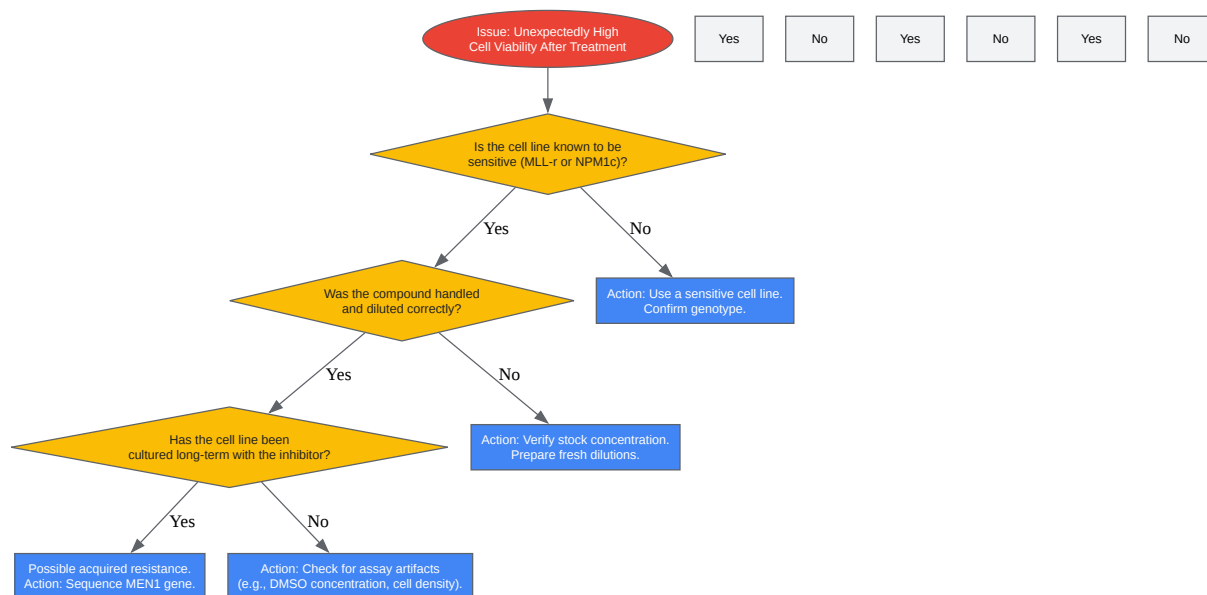 Issue: Unexpectedly High
Cell Viability After Treatment
Yes
No
Yes
No
Yes
No
Is the cell line known to be
sensitive (MLL-r or NPM1c)?
Yes
No
Was the compound handled
and diluted correctly?
Action: Use a sensitive cell line.
Confirm genotype.
Yes
No
Has the cell line been
cultured long-term with the inhibitor?
Action: Verify stock concentration.
Prepare fresh dilutions.
Yes
No
Possible acquired resistance.
Action: Sequence MEN1 gene.
Action: Check for assay artifacts
(e.g., DMSO concentration, cell density).